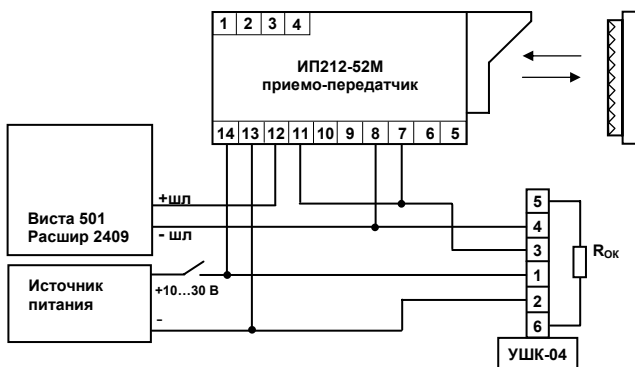 1 2 3 4
ИП212-52М
приемо-передатчик
14 13 12 11 10 9 8 7 6 5
Виста 501
Расшир 2409
+шл
- шл
Источник
питания
+10...30 В
-
5
4
3
1
2
6
Rок
УШК-04